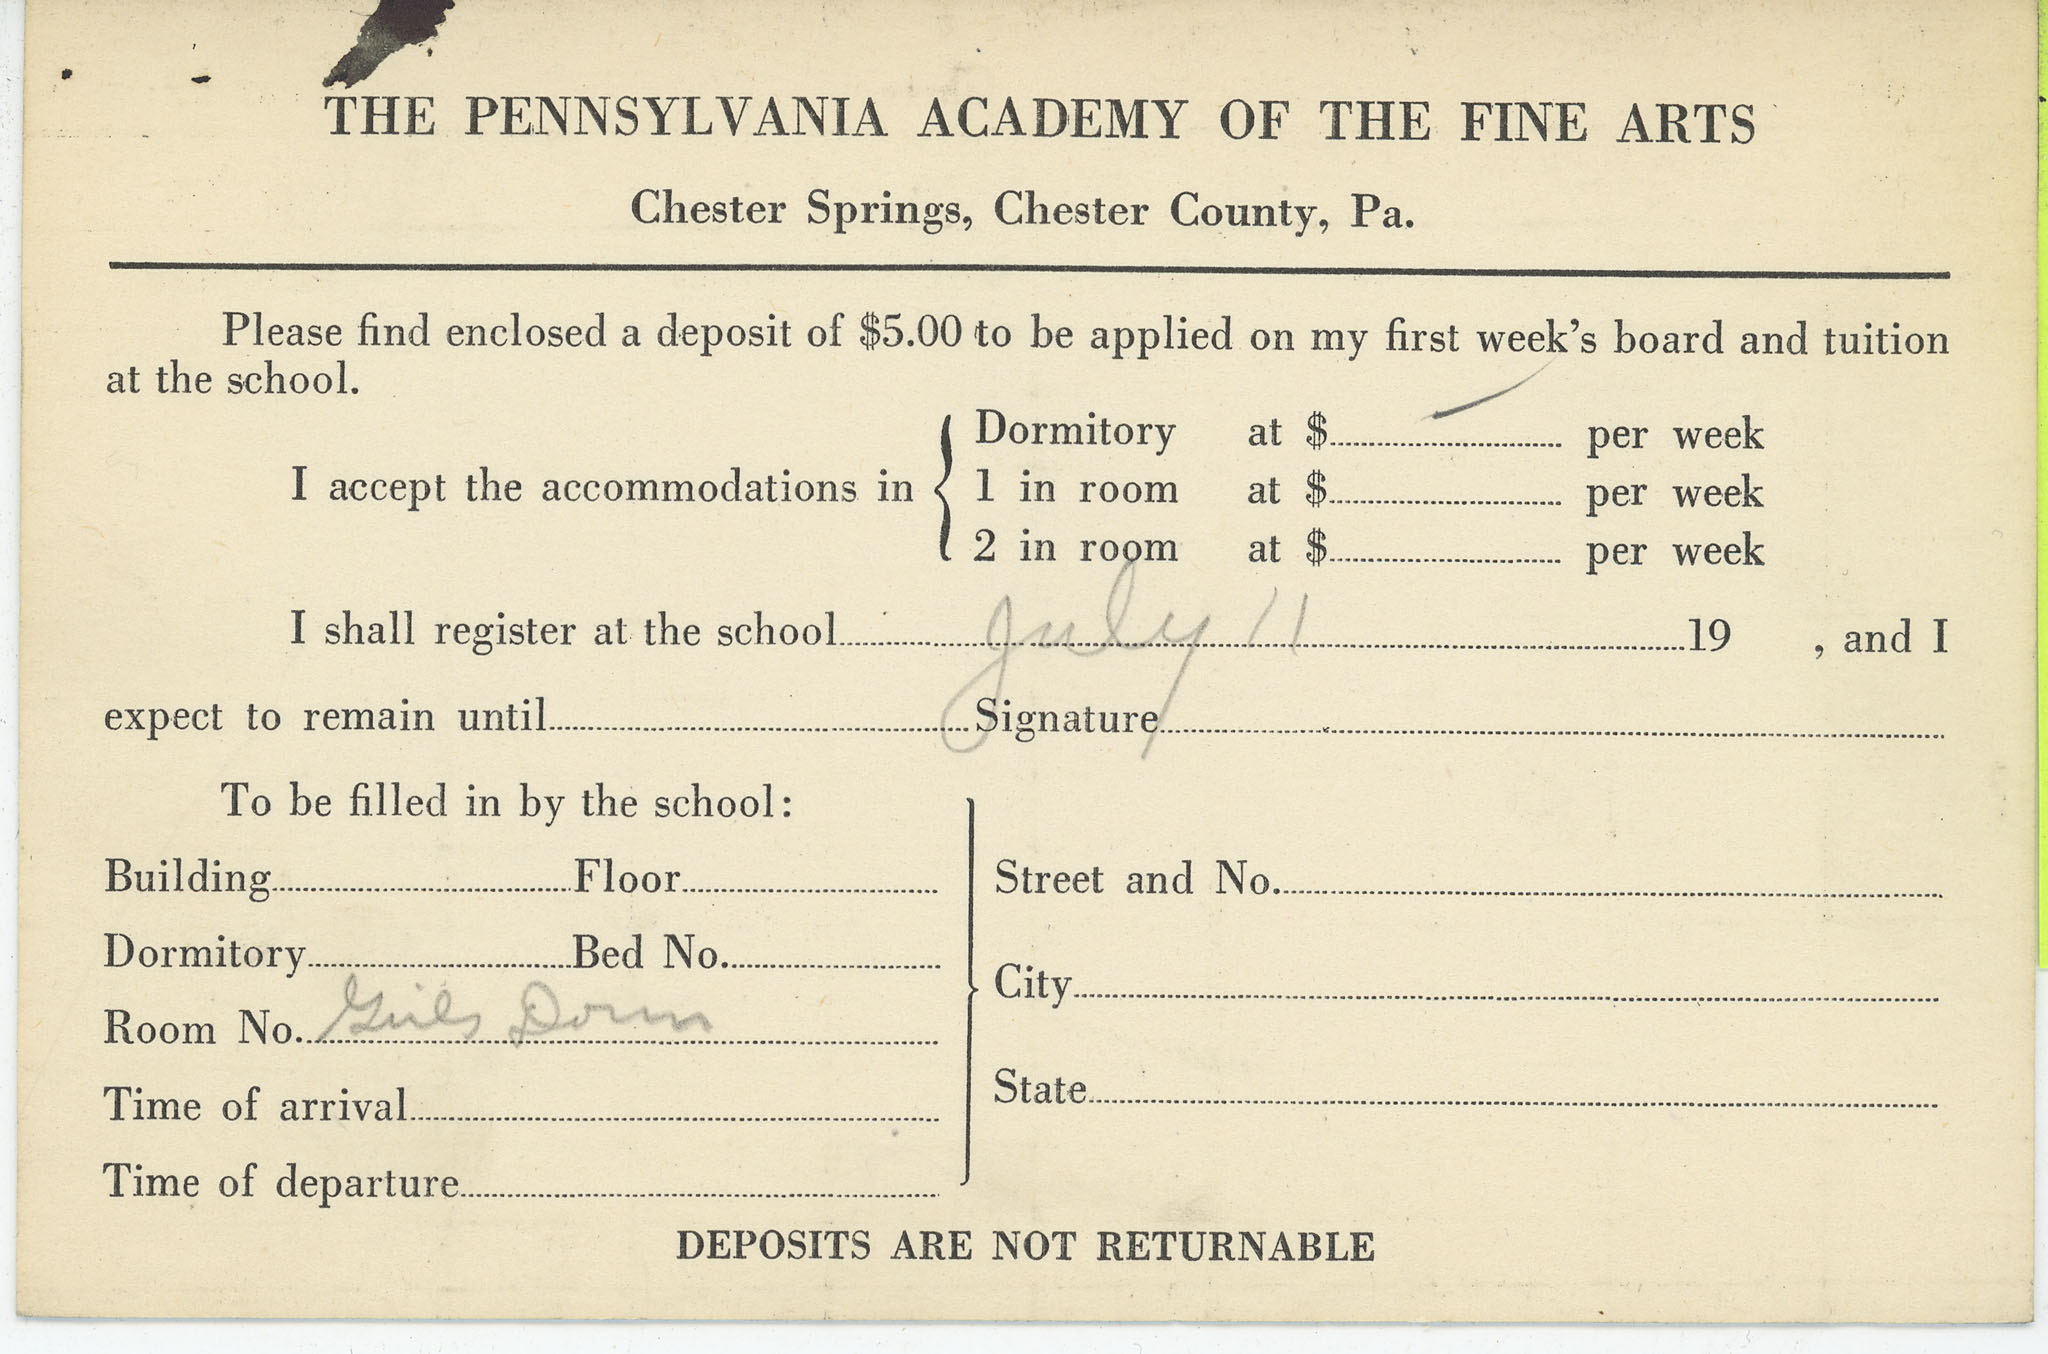 THE PENNSYLVANIA ACADEMY OF THE FINE ARTS
Chester Springs, Chester County, Pa.
Please find enclosed a deposit of $5.00 to be applied on my first week's board and tuition
at the school.
I accept the accommodations in
Dormitory at $ per week
1 in room at $ per week
2 in room at $ per week
I shall register at the school July 11 19 , and I
expect to remain until Signature
To be filled in by the school:
Building Floor
Dormitory Bed No.
Room No. Girls Dorm
Time of arrival
Time of departure
Street and No.
City
State
DEPOSITS ARE NOT RETURNABLE